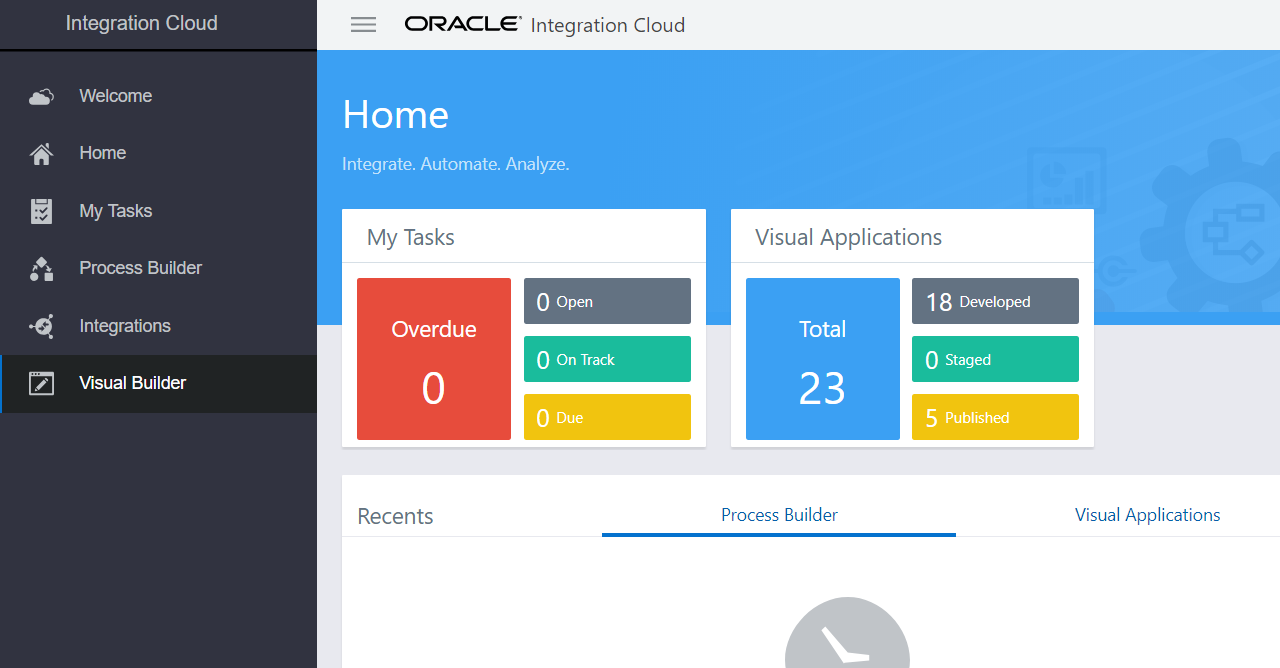 Integration Cloud
ORACLE Integration Cloud
Welcome
Home
My Tasks
Process Builder
Integrations
Visual Builder
Home
Integrate. Automate. Analyze.
My Tasks
Overdue
0
0 Open
0 On Track
0 Due
Visual Applications
Total
23
18 Developed
0 Staged
5 Published
Recents
Process Builder
Visual Applications